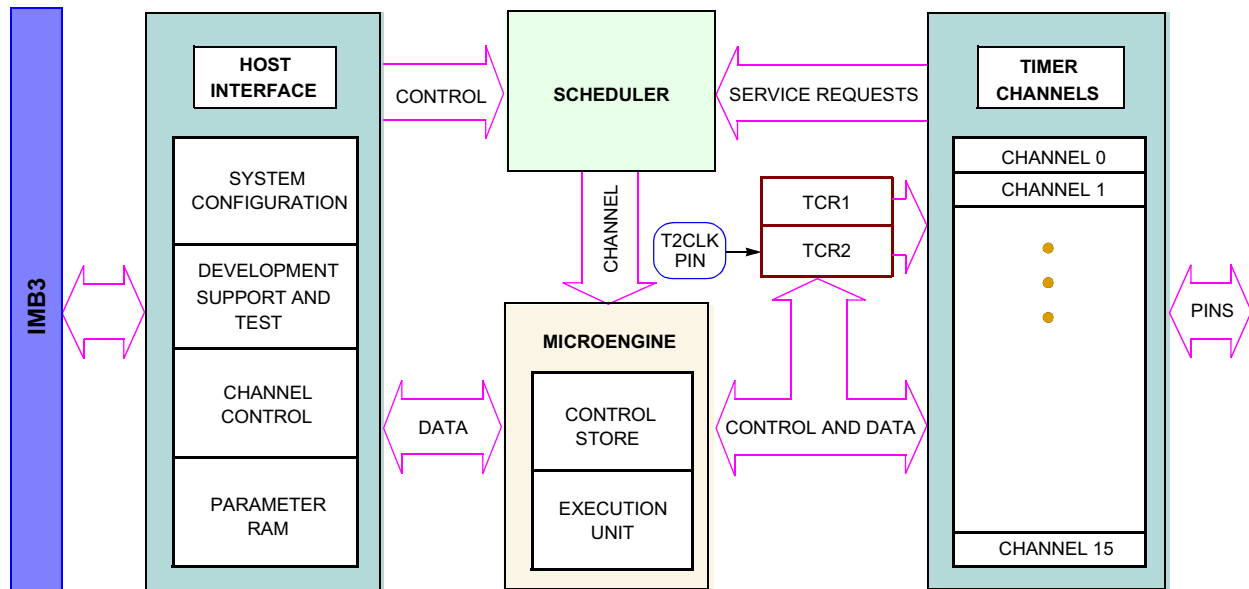 IMB3
HOST
INTERFACE
SYSTEM
CONFIGURATION
DEVELOPMENT
SUPPORT AND
TEST
CHANNEL
CONTROL
PARAMETER
RAM
CONTROL
SCHEDULER
SERVICE REQUESTS
CHANNEL
T2CLK
PIN
TCR1
TCR2
DATA
MICROENGINE
CONTROL
STORE
EXECUTION
UNIT
CONTROL AND DATA
TIMER
CHANNELS
CHANNEL 0
CHANNEL 1
CHANNEL 15
PINS